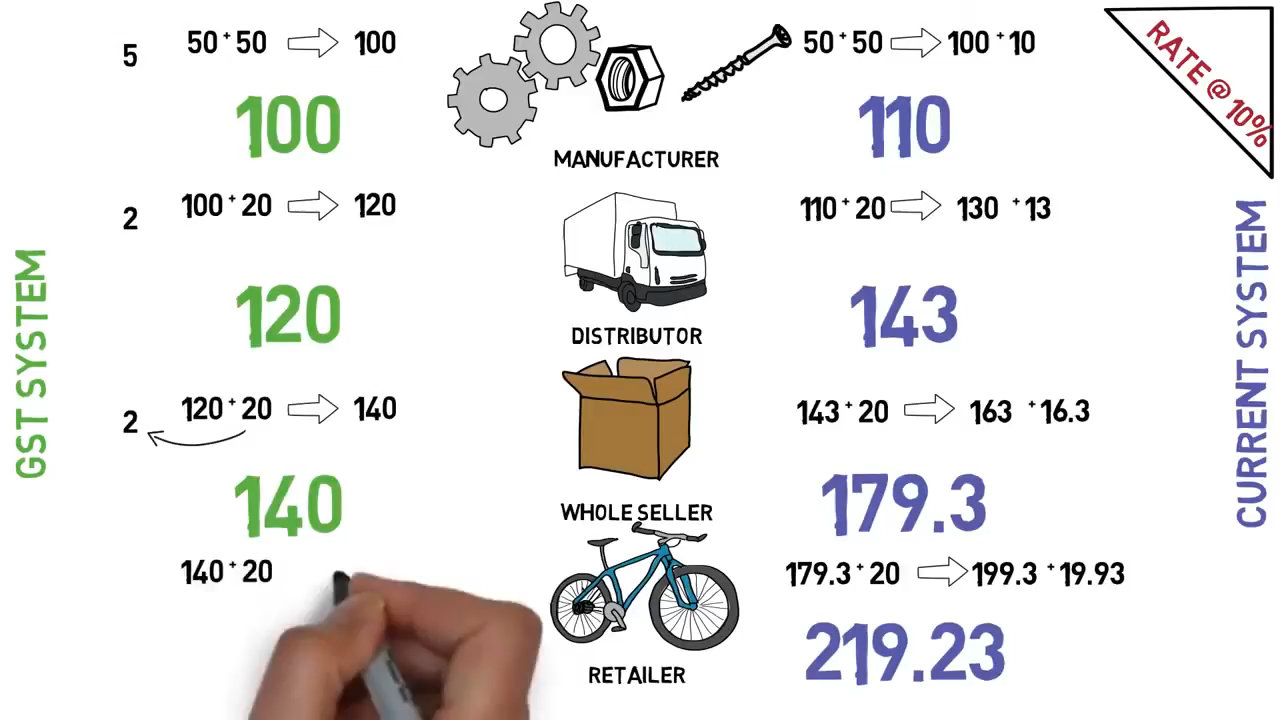 5
50 + 50 100
50 + 50 100 + 10
RATE @ 10%
100
110
MANUFACTURER
2
100 + 20 120
110 + 20 130 + 13
120
143
DISTRIBUTOR
GST SYSTEM
CURRENT SYSTEM
2
120 + 20 140
143 + 20 163 + 16.3
140
179.3
WHOLE SELLER
140 + 20
179.3 + 20 199.3 + 19.93
219.23
RETAILER